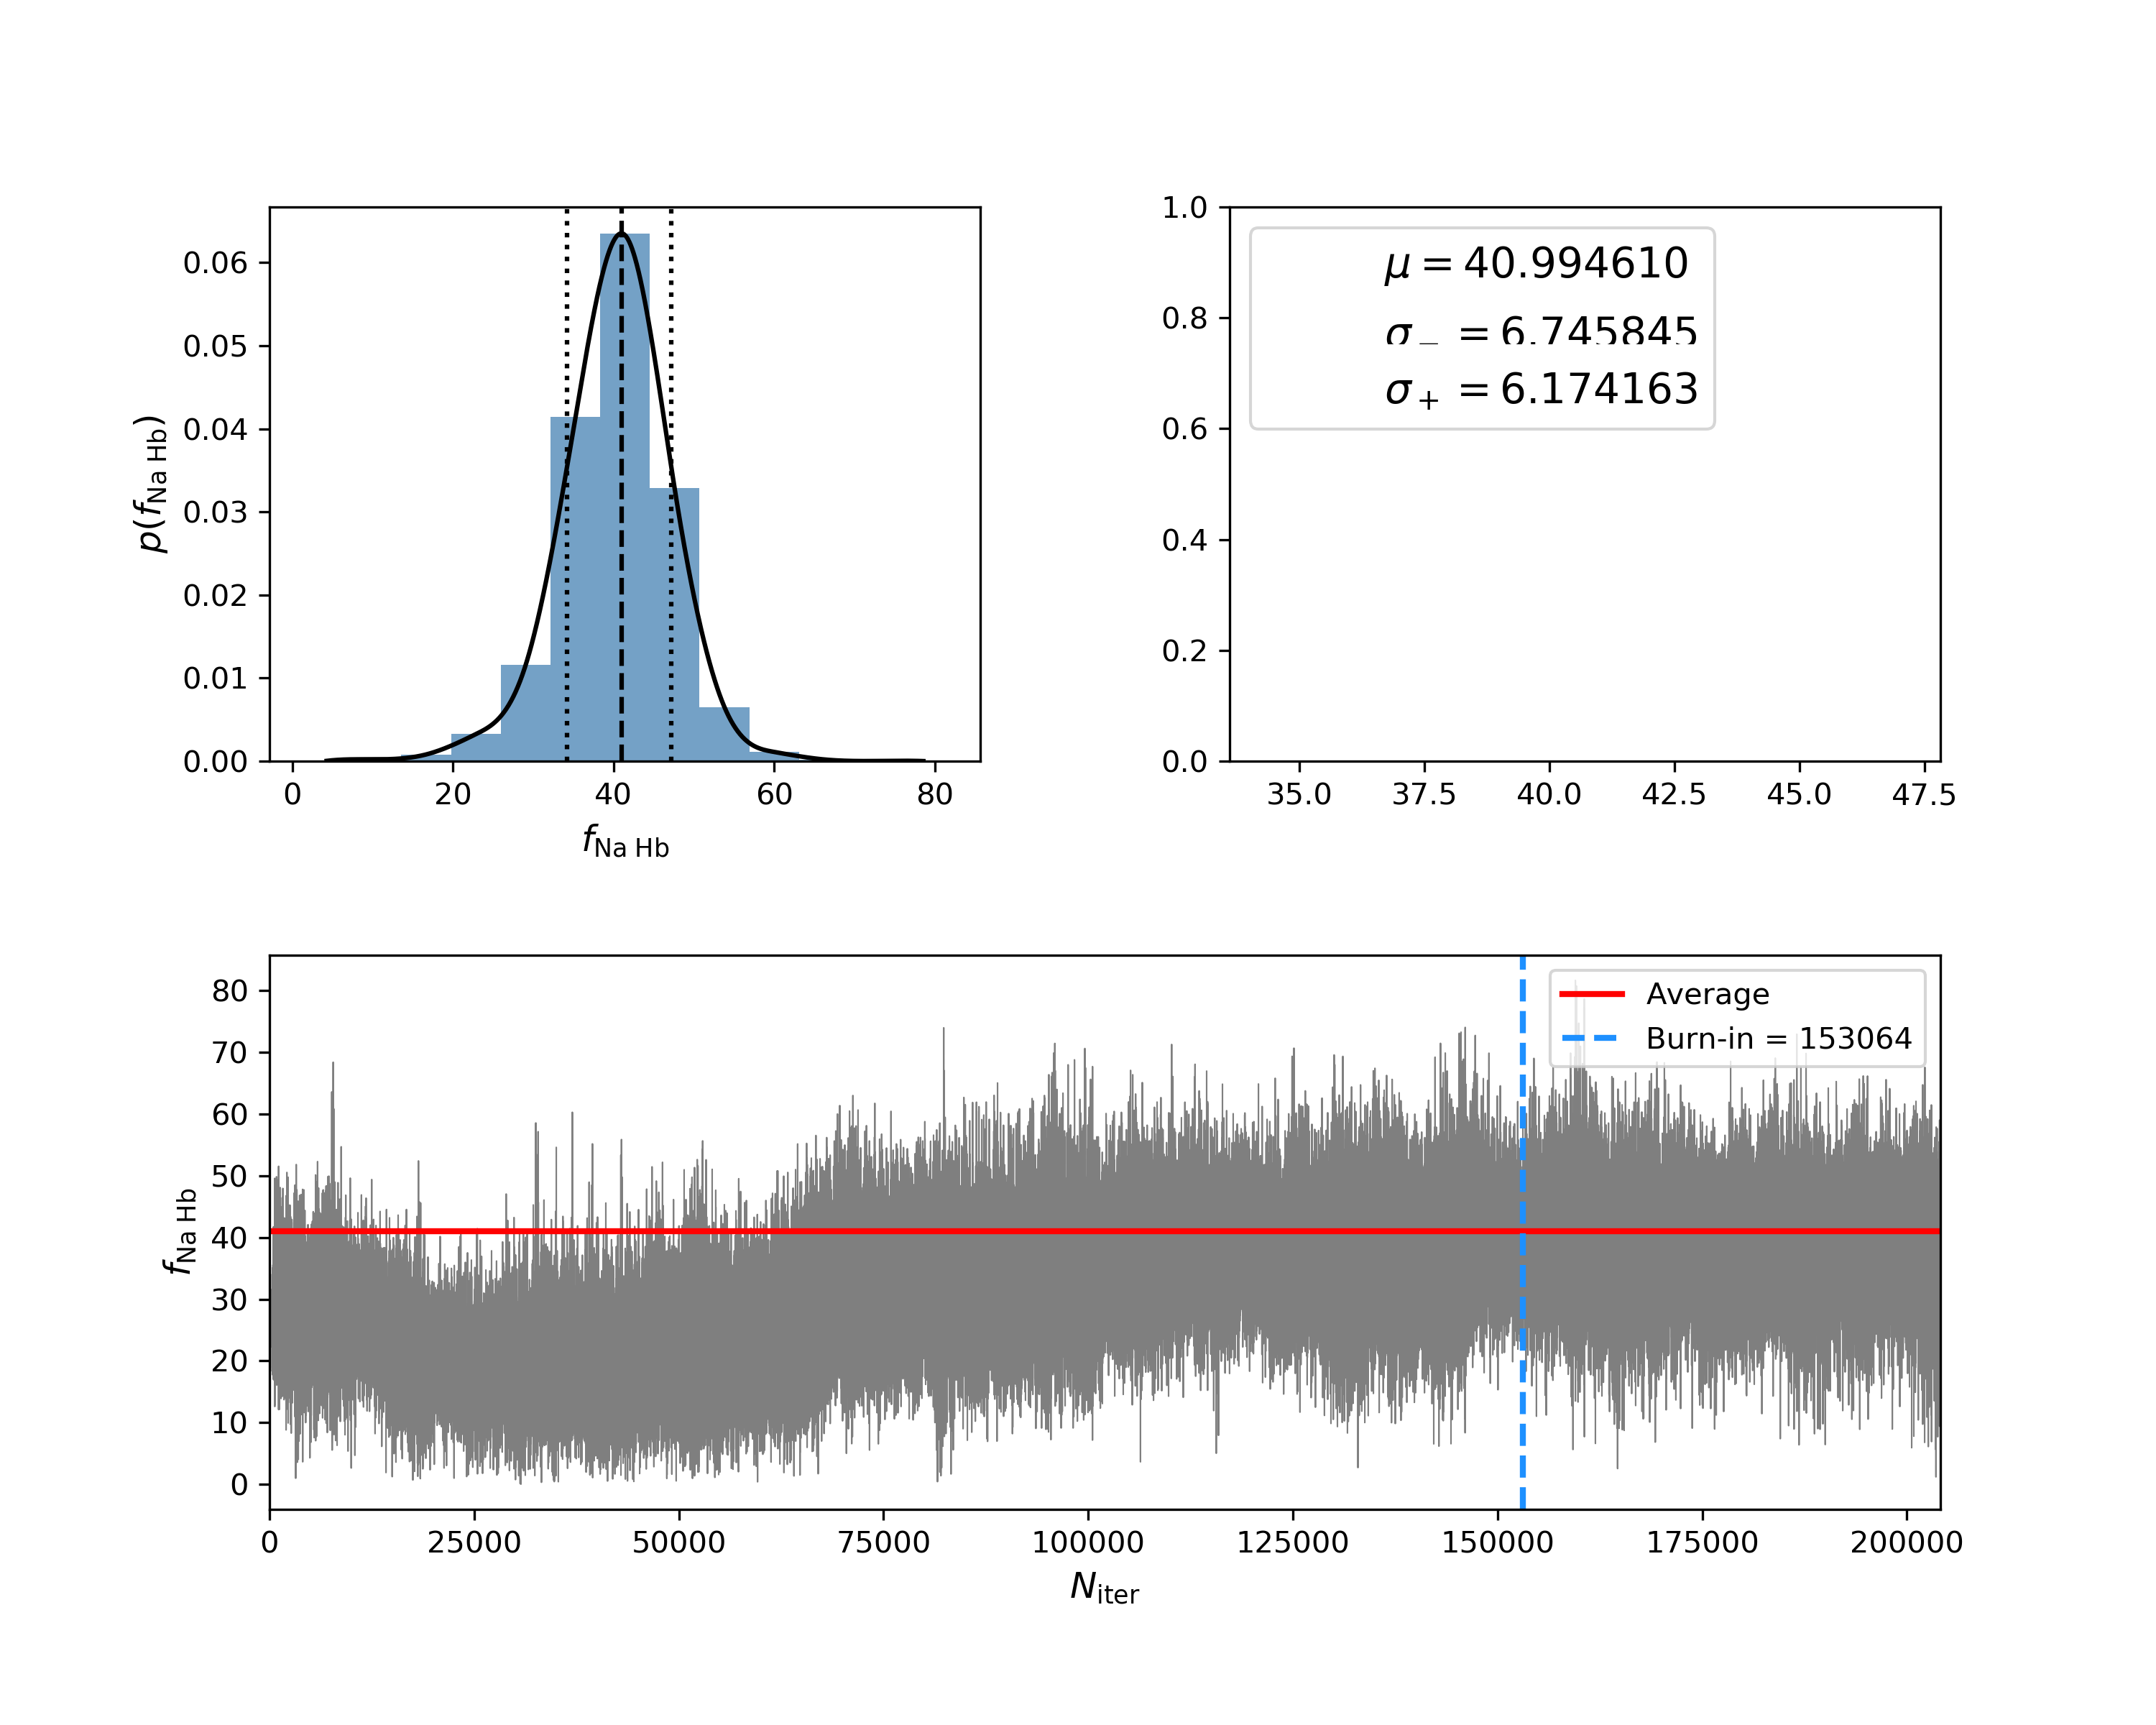 0.06
0.05
0.04
0.03
0.02
0.01
0.00
p(f_Na Hb)
0 20 40 60 80
f_Na Hb
1.0
0.8
0.6
0.4
0.2
0.0
μ = 40.994610
σ_− = 6.745845
σ_+ = 6.174163
35.0 37.5 40.0 42.5 45.0 47.5
80
70
60
50
40
30
20
10
0
f_Na Hb
Average
Burn-in = 153064
0 25000 50000 75000 100000 125000 150000 175000 200000
N_iter